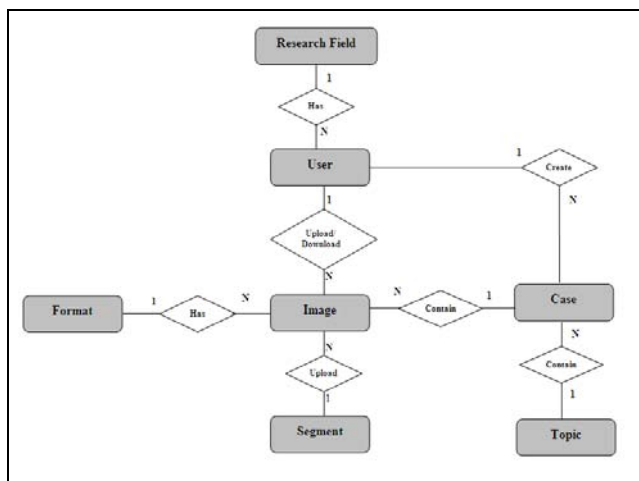 Research Field
1
Has
N
User
1
Create
N
1
Upload/
Download
N
Format
1
Has
N
Image
N
Contain
1
Case
N
Upload
1
Segment
N
Contain
1
Topic